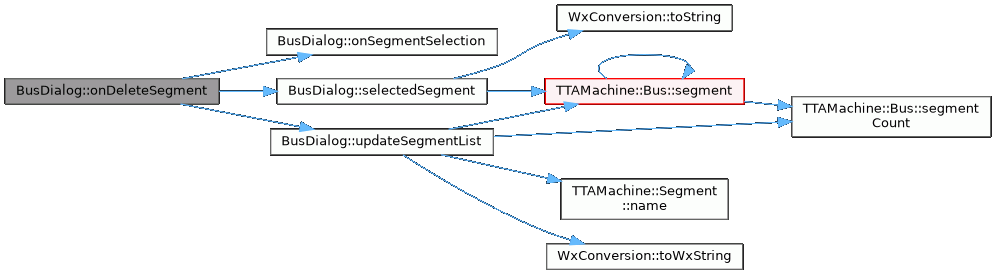 WxConversion::toString
BusDialog::onSegmentSelection
BusDialog::onDeleteSegment
BusDialog::selectedSegment
TTAMachine::Bus::segment
TTAMachine::Bus::segment
Count
BusDialog::updateSegmentList
TTAMachine::Segment
::name
WxConversion::toWxString